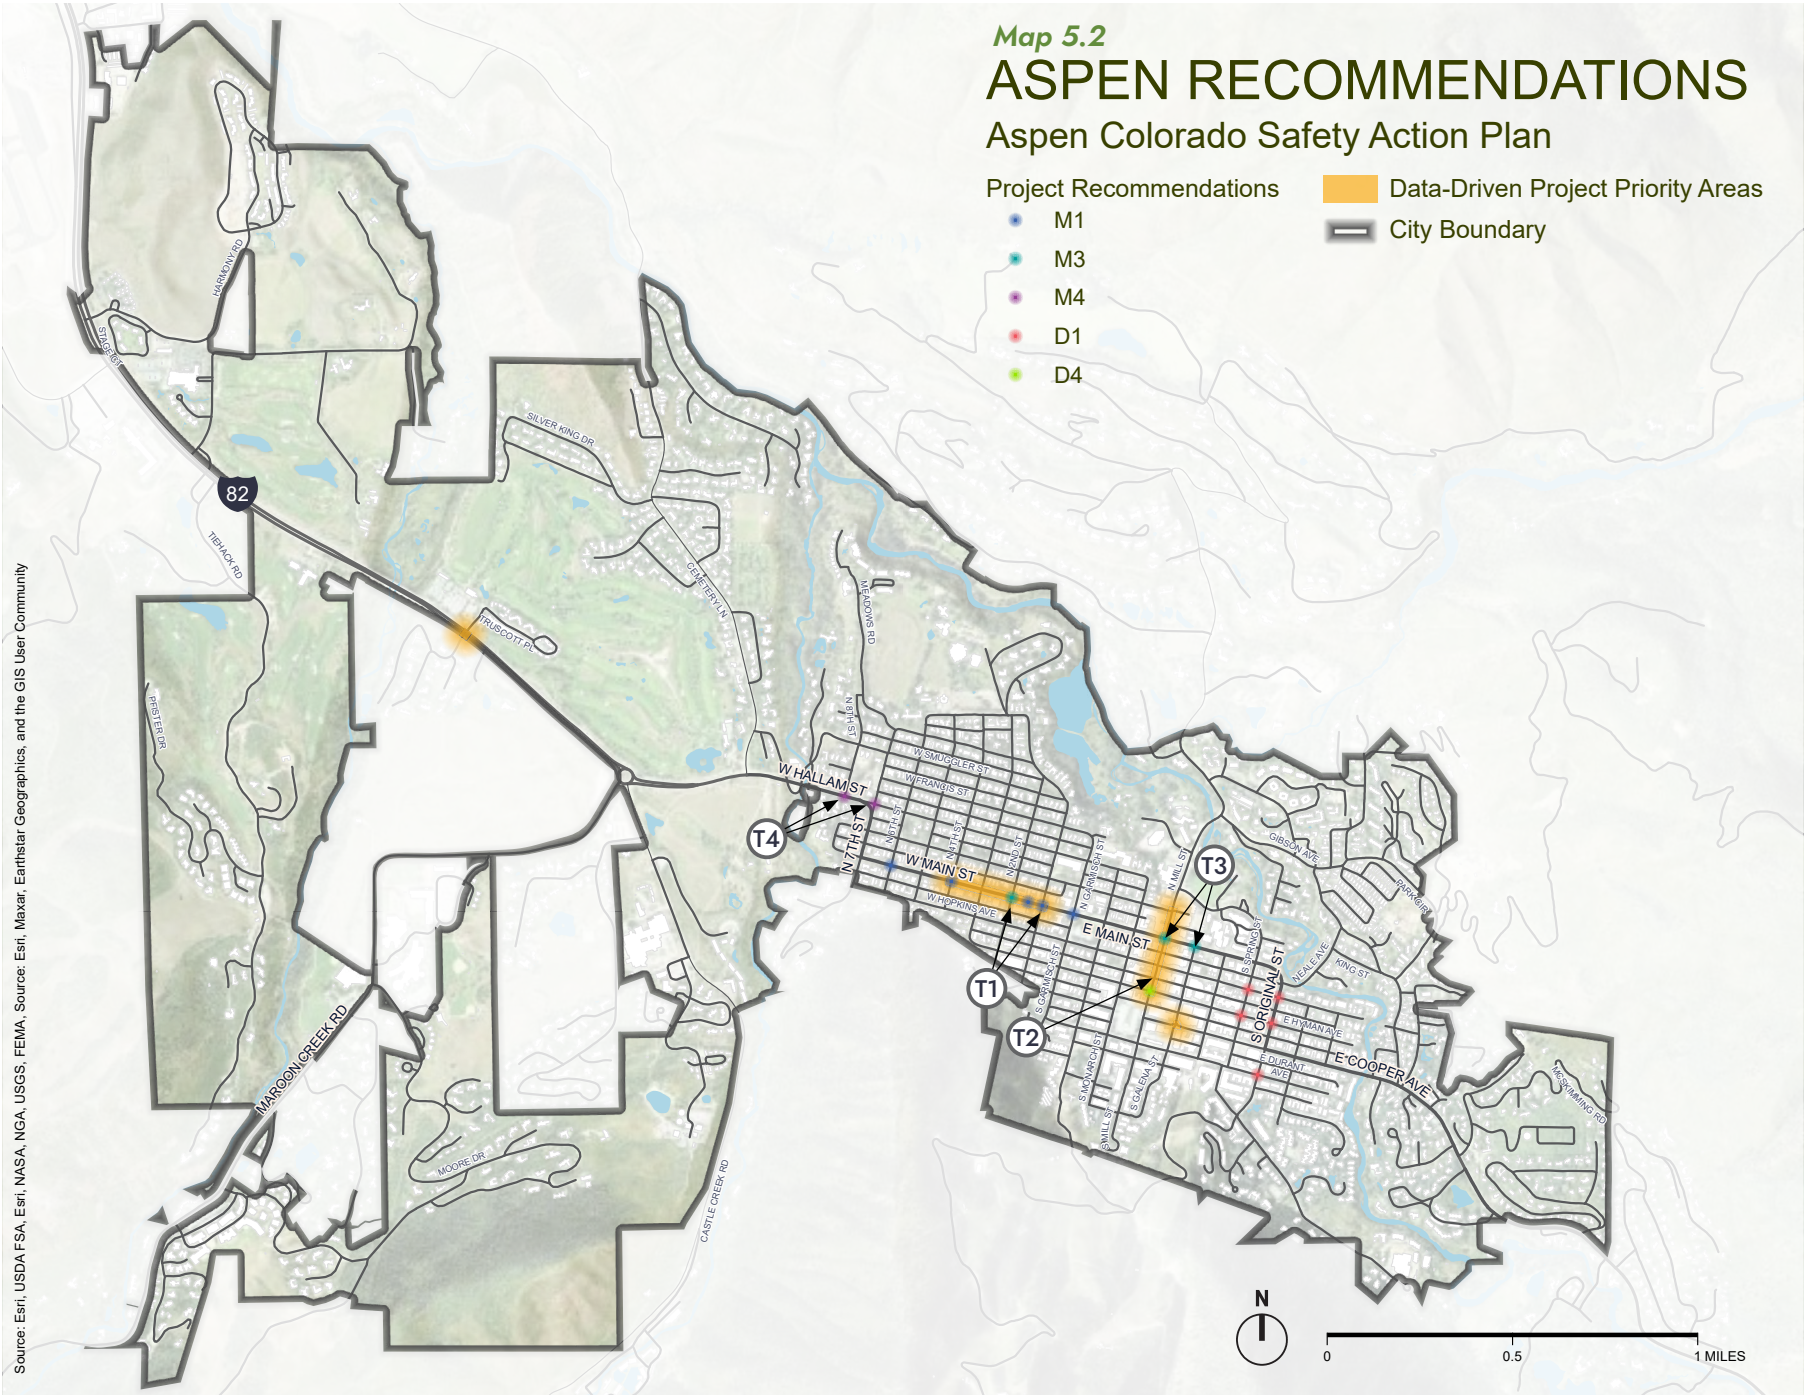 Map 5.2
ASPEN RECOMMENDATIONS
Aspen Colorado Safety Action Plan
Project Recommendations
M1
M3
M4
D1
D4
Data-Driven Project Priority Areas
City Boundary
HARMONY RD
STAGE CT
SILVER KING DR
82
TIEHACK RD
CEMETERY LN
MEADOWS RD
TRUSCOTT PL
PFISTER DR
N 8TH ST
W SMUGGLER ST
W HALLAM ST
W FRANCIS ST
T4
N 7TH ST
N 6TH ST
N 4TH ST
N 2ND ST
N GARMISCH ST
N MILL ST
T3
GIBSON AVE
PARK CIR
W MAIN ST
W HOPKINS AVE
E MAIN ST
S SPRING ST
NEALE AVE
KING ST
S ORIGINAL ST
T1
S GARMISCH ST
T2
E HYMAN AVE
E DURANT
AVE
E COOPER AVE
S MONARCH ST
S GALENA ST
S MILL ST
MCSKIMMING RD
MAROON CREEK RD
MOORE DR
CASTLE CREEK RD
N
0
0.5
1 MILES
Source: Esri, USDA FSA, Esri, NASA, NGA, USGS, FEMA, Source: Esri, Maxar, Earthstar Geographics, and the GIS User Community